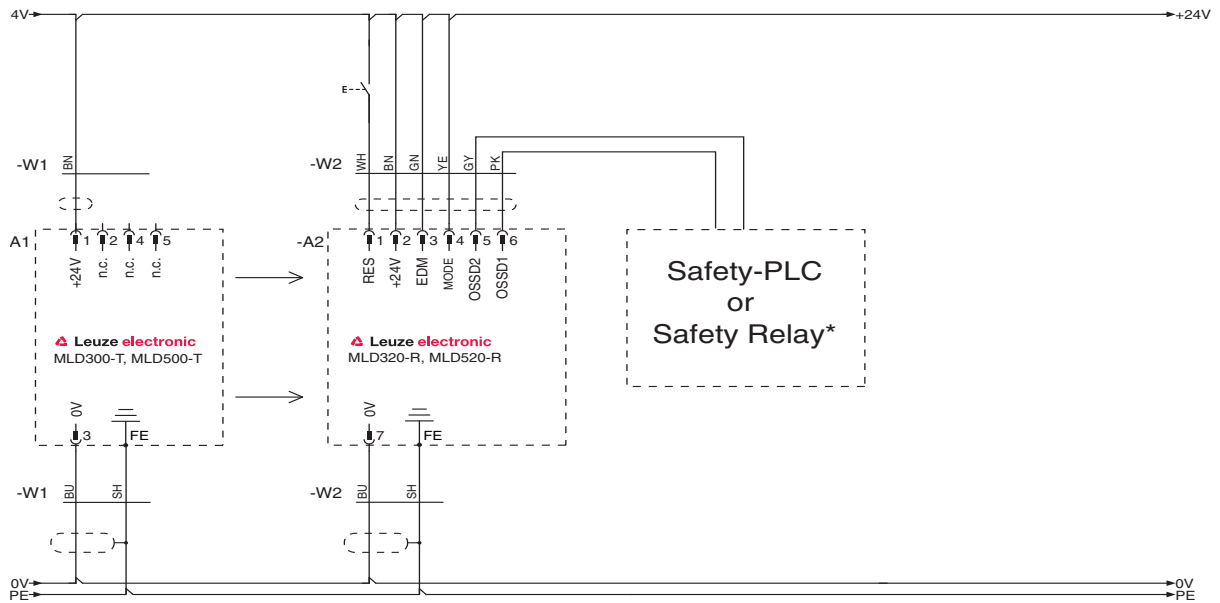 4V
+24V
E
-W1
BN
-W2
WH
BN
GN
YE
GY
PK
A1
1
2
4
5
+24V
n.c.
n.c.
n.c.
-A2
1
2
3
4
5
6
RES
+24V
EDM
MODE
OSSD2
OSSD1
Safety-PLC
or
Safety Relay*
Leuze electronic
MLD300-T, MLD500-T
Leuze electronic
MLD320-R, MLD520-R
0V
3
FE
0V
7
FE
-W1
BU
SH
-W2
BU
SH
0V
0V
PE
PE